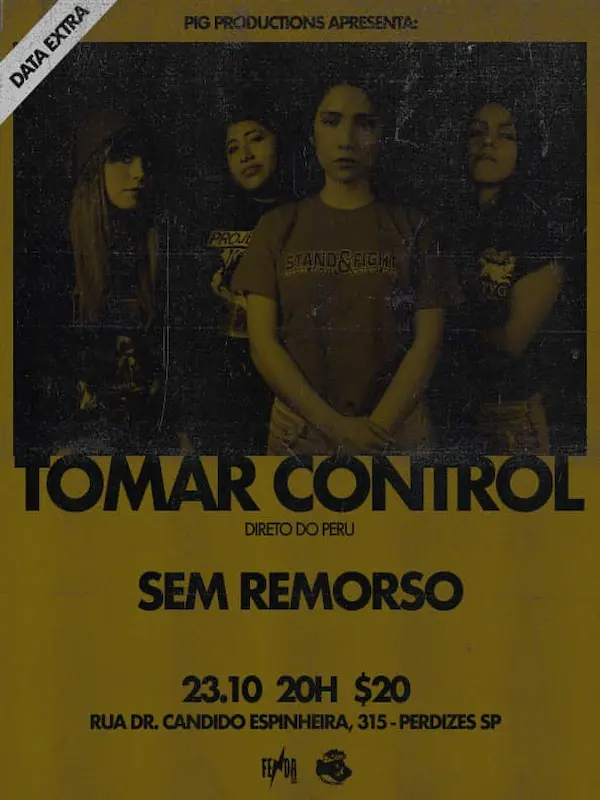 DATA EXTRA
PIG PRODUCTIONS APRESENTA:
STAND & FIGHT
TOMAR CONTROL
DIRETO DO PERU
SEM REMORSO
23.10 20H $20
RUA DR. CANDIDO ESPINHEIRA, 315 - PERDIZES SP
FENDA